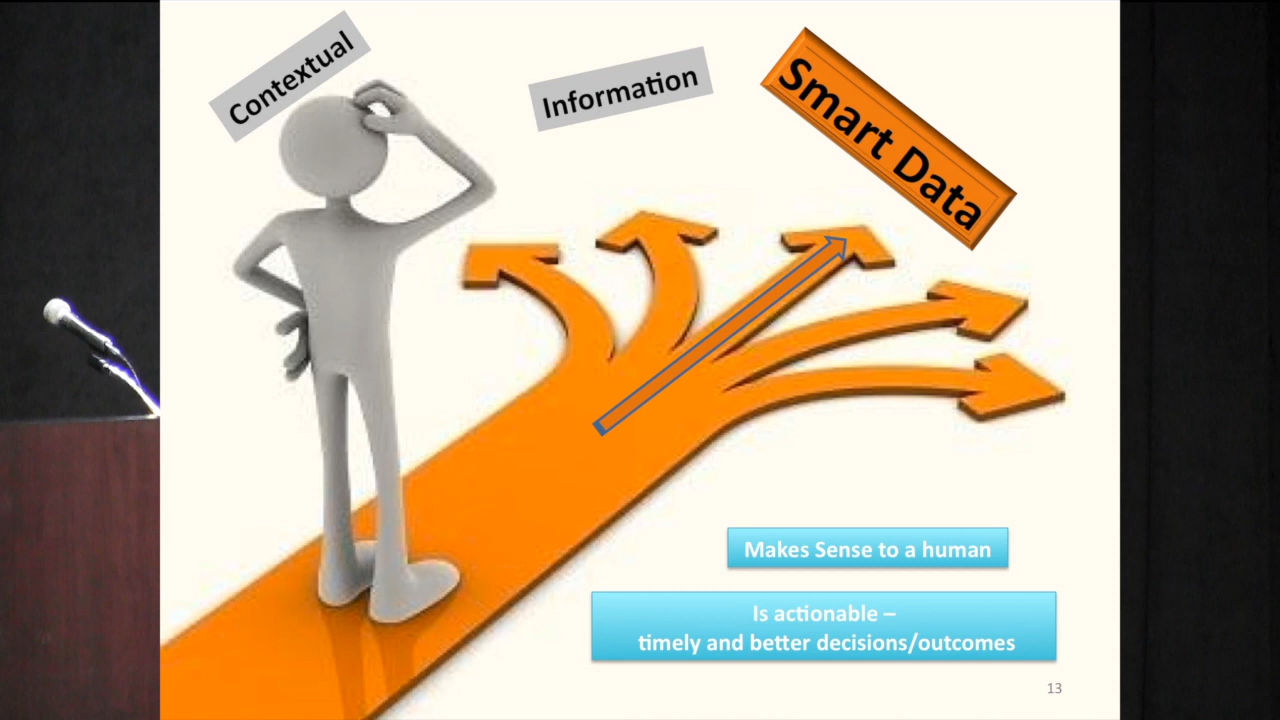 Contextual
Information
Smart Data
Makes Sense to a human
Is actionable –
timely and better decisions/outcomes
13